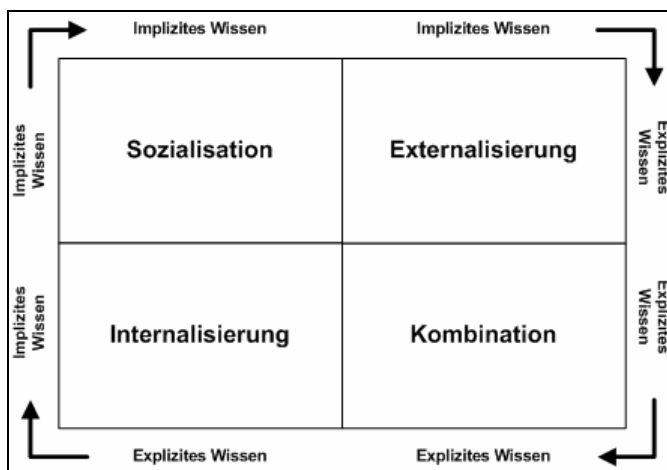 Implizites Wissen
Implizites Wissen
Implizites
Wissen
Sozialisation
Externalisierung
Explizites
Wissen
Implizites
Wissen
Internalisierung
Kombination
Explizites
Wissen
Explizites Wissen
Explizites Wissen